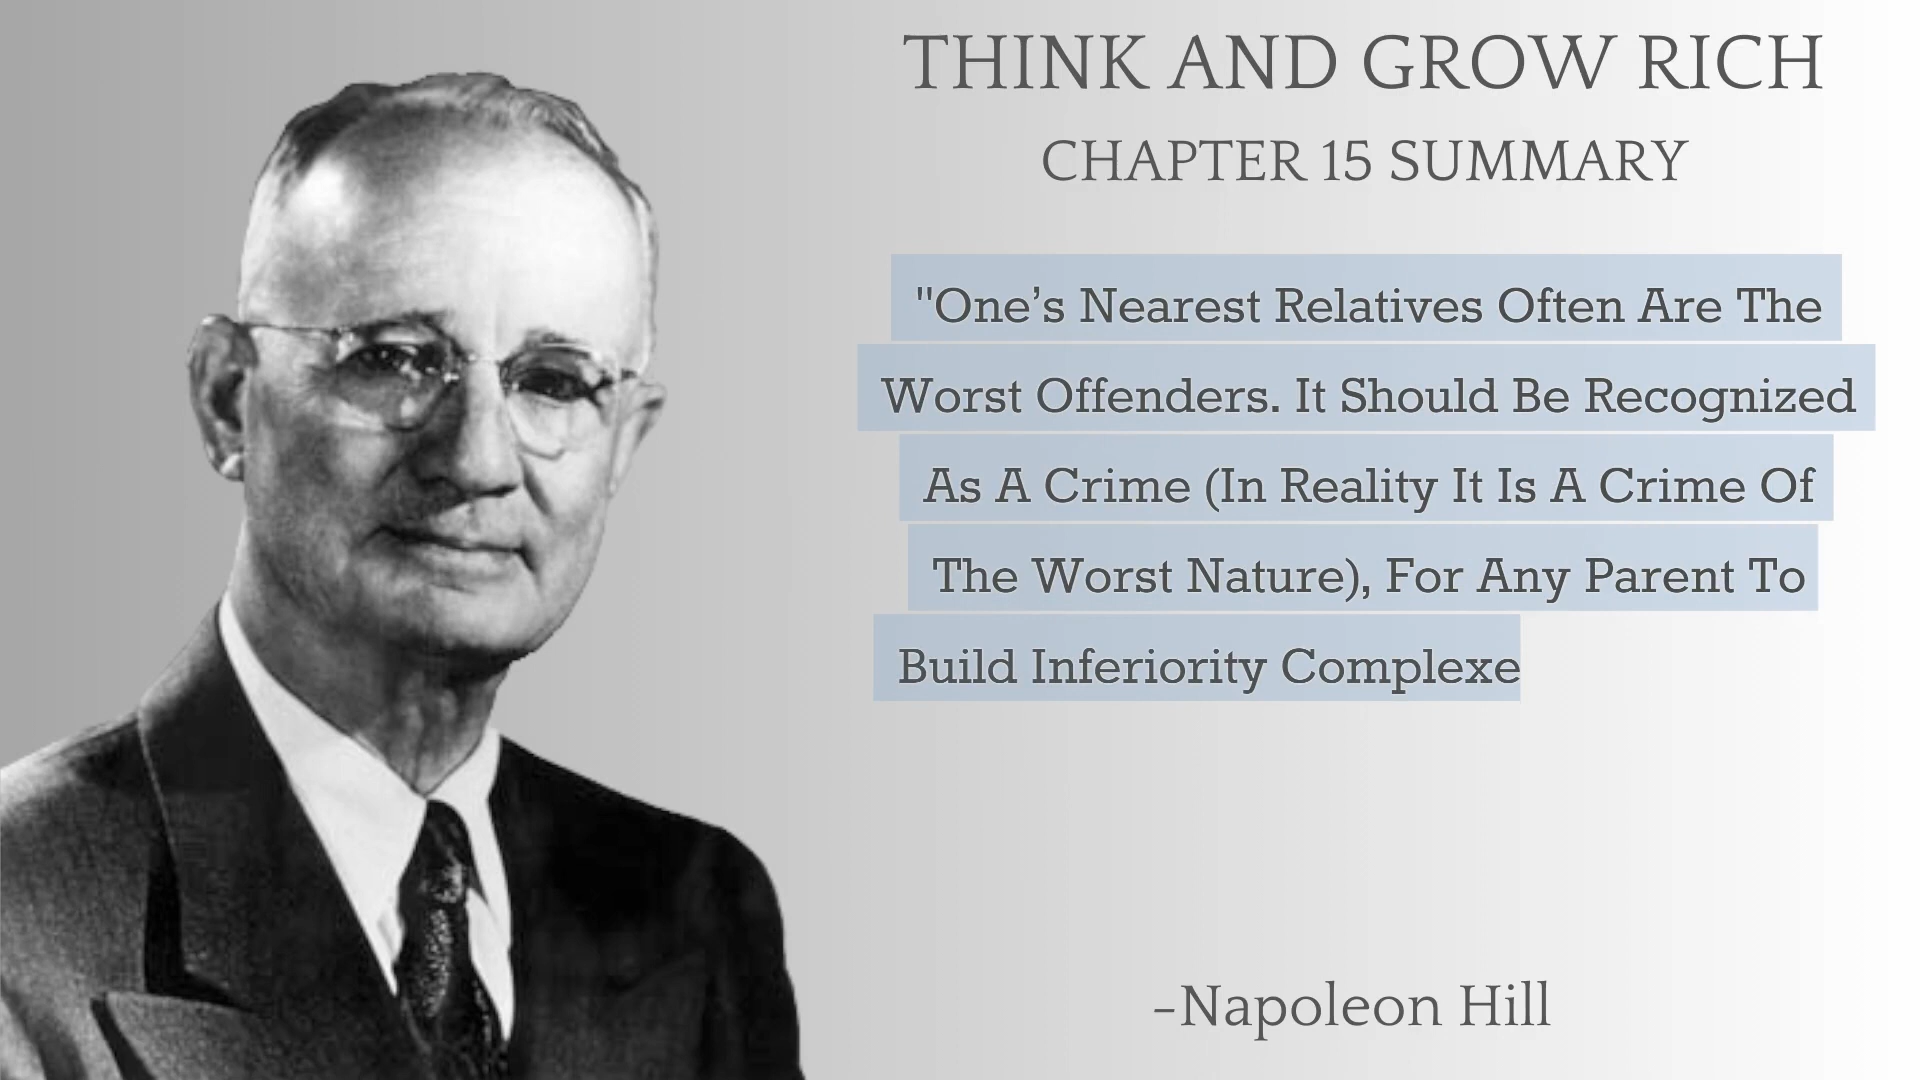 THINK AND GROW RICH
CHAPTER 15 SUMMARY
"One’s Nearest Relatives Often Are The
Worst Offenders. It Should Be Recognized
As A Crime (In Reality It Is A Crime Of
The Worst Nature), For Any Parent To
Build Inferiority Complexe
-Napoleon Hill